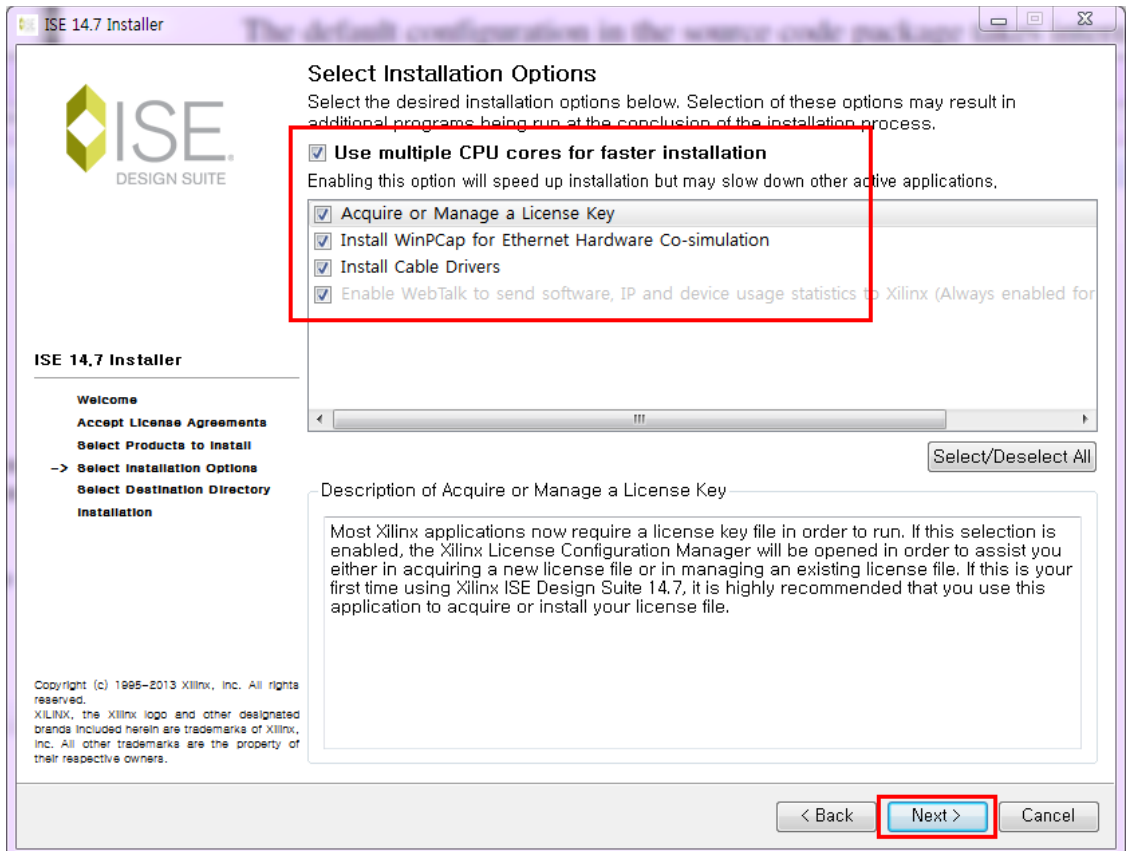 ISE 14.7 Installer
The default configuration in the source code package takes
ISE
DESIGN SUITE
Select Installation Options
Select the desired installation options below. Selection of these options may result in
additional programs being run at the conclusion of the installation process.
Use multiple CPU cores for faster installation
Enabling this option will speed up installation but may slow down other active applications.
Acquire or Manage a License Key
Install WinPCap for Ethernet Hardware Co-simulation
Install Cable Drivers
Enable WebTalk to send software, IP and device usage statistics to Xilinx (Always enabled for
ISE 14.7 Installer
Welcome
Accept License Agreements
Select Products to Install
-> Select Installation Options
Select Destination Directory
Installation
Select/Deselect All
Description of Acquire or Manage a License Key
Most Xilinx applications now require a license key file in order to run. If this selection is
enabled, the Xilinx License Configuration Manager will be opened in order to assist you
either in acquiring a new license file or in managing an existing license file. If this is your
first time using Xilinx ISE Design Suite 14.7, it is highly recommended that you use this
application to acquire or install your license file.
Copyright (c) 1995-2013 Xilinx, Inc. All rights
reserved.
XILINX, the Xilinx logo and other designated
brands included herein are trademarks of Xilinx,
Inc. All other trademarks are the property of
their respective owners.
< Back
Next >
Cancel